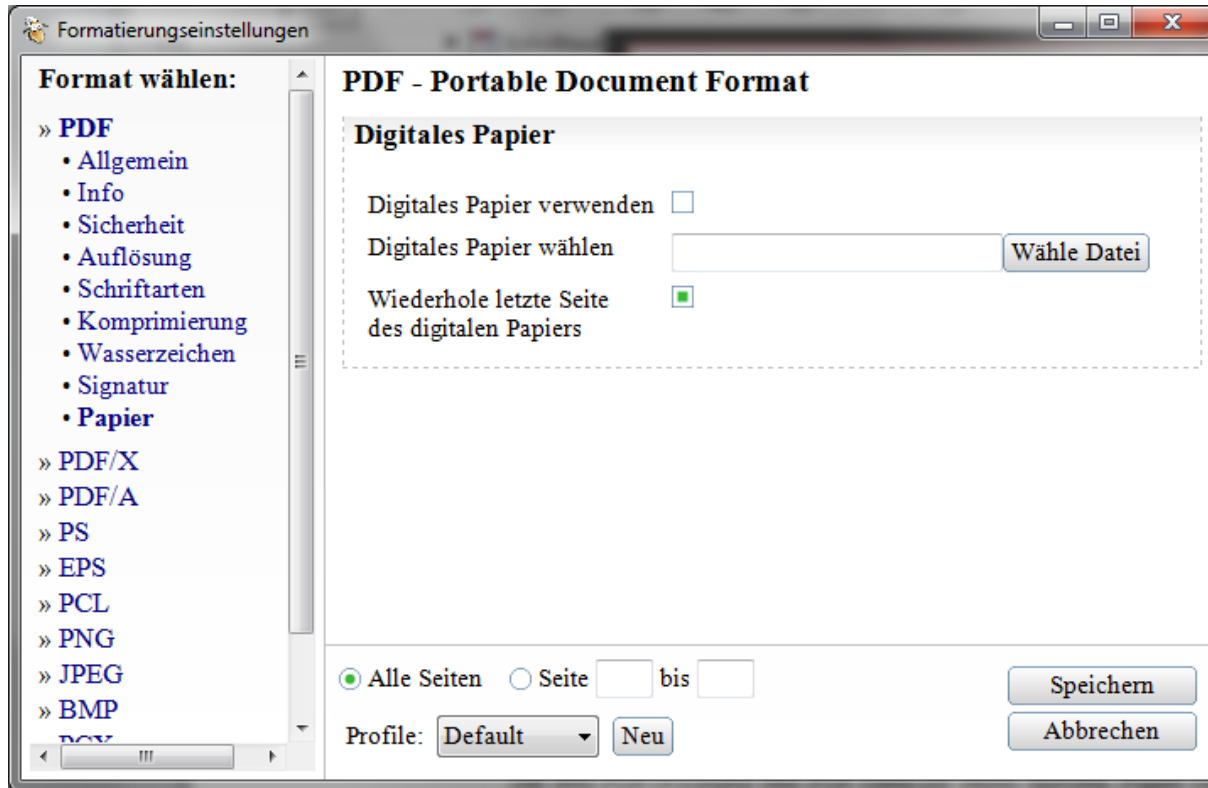 Formatierungseinstellungen
Format wählen:
» PDF
• Allgemein
• Info
• Sicherheit
• Auflösung
• Schriftarten
• Komprimierung
• Wasserzeichen
• Signatur
• Papier
» PDF/X
» PDF/A
» PS
» EPS
» PCL
» PNG
» JPEG
» BMP
PDF - Portable Document Format
Digitales Papier
Digitales Papier verwenden
Digitales Papier wählen
Wähle Datei
Wiederhole letzte Seite
des digitalen Papiers
Alle Seiten Seite bis
Profile: Default Neu
Speichern
Abbrechen